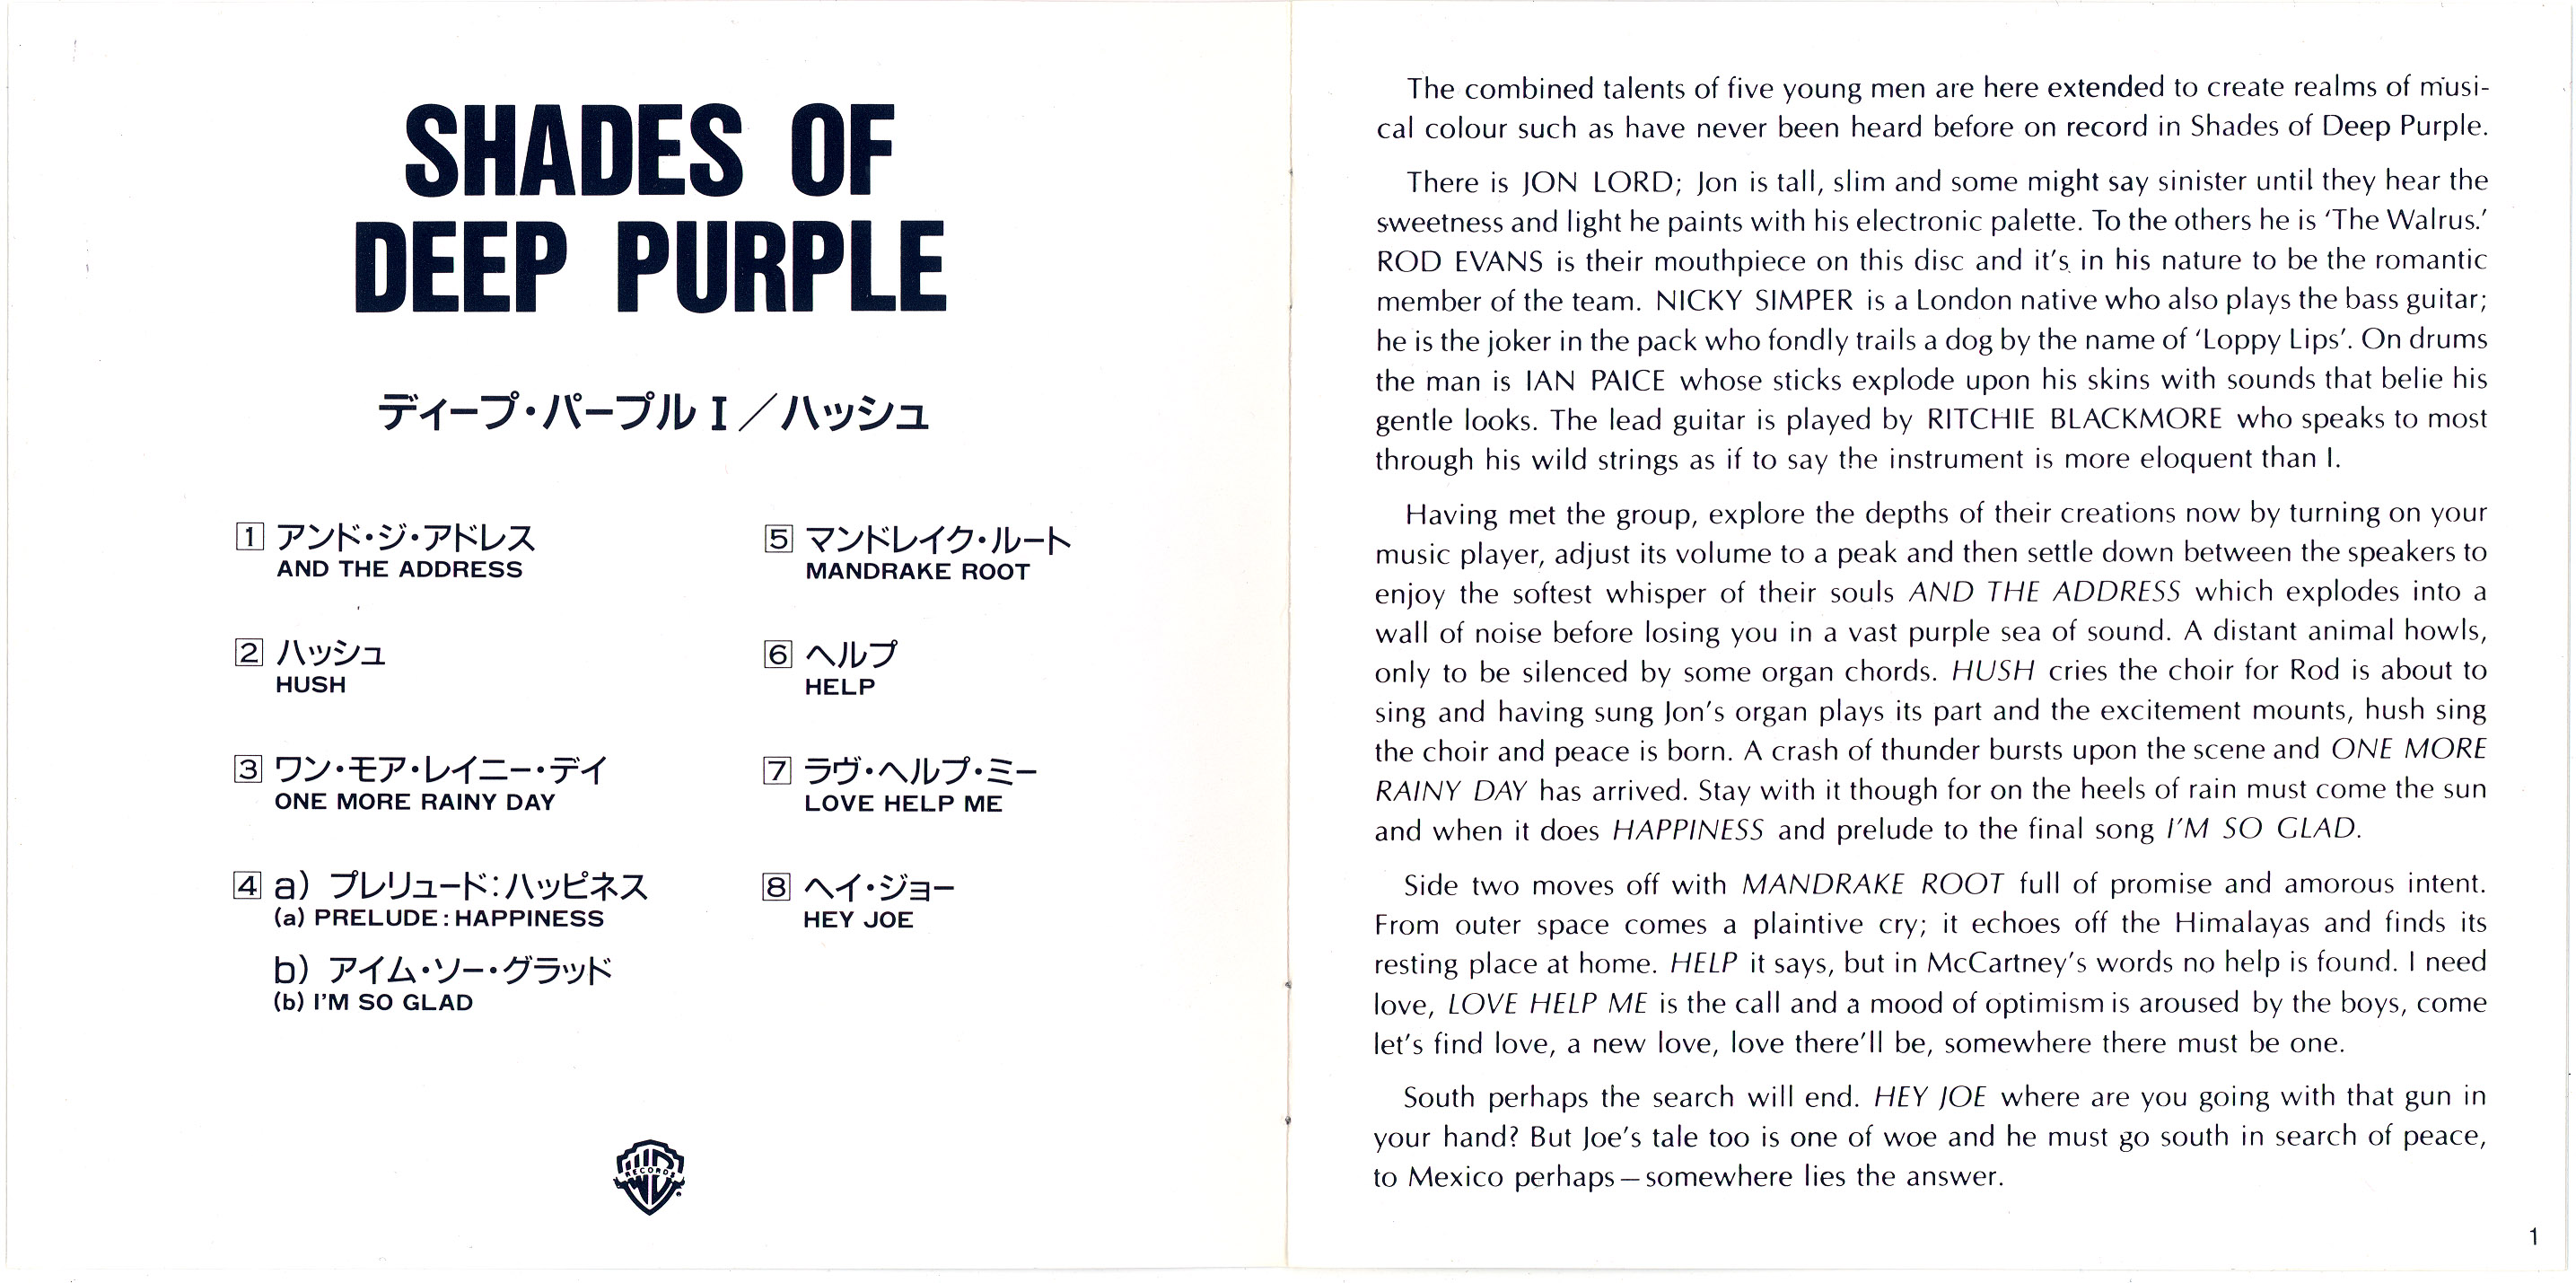 SHADES OF
DEEP PURPLE
ディープ・パープル I／ハッシュ
1 アンド・ジ・アドレス
AND THE ADDRESS
2 ハッシュ
HUSH
3 ワン・モア・レイニー・デイ
ONE MORE RAINY DAY
4 a) プレリュード：ハッピネス
(a) PRELUDE : HAPPINESS
b) アイム・ソー・グラッド
(b) I'M SO GLAD
5 マンドレイク・ルート
MANDRAKE ROOT
6 ヘルプ
HELP
7 ラヴ・ヘルプ・ミー
LOVE HELP ME
8 ヘイ・ジョー
HEY JOE
RECORDS
The combined talents of five young men are here extended to create realms of musi-
cal colour such as have never been heard before on record in Shades of Deep Purple.
There is JON LORD; Jon is tall, slim and some might say sinister until they hear the
sweetness and light he paints with his electronic palette. To the others he is ‘The Walrus.’
ROD EVANS is their mouthpiece on this disc and it's in his nature to be the romantic
member of the team. NICKY SIMPER is a London native who also plays the bass guitar;
he is the joker in the pack who fondly trails a dog by the name of ‘Loppy Lips’. On drums
the man is IAN PAICE whose sticks explode upon his skins with sounds that belie his
gentle looks. The lead guitar is played by RITCHIE BLACKMORE who speaks to most
through his wild strings as if to say the instrument is more eloquent than I.
Having met the group, explore the depths of their creations now by turning on your
music player, adjust its volume to a peak and then settle down between the speakers to
enjoy the softest whisper of their souls AND THE ADDRESS which explodes into a
wall of noise before losing you in a vast purple sea of sound. A distant animal howls,
only to be silenced by some organ chords. HUSH cries the choir for Rod is about to
sing and having sung Jon's organ plays its part and the excitement mounts, hush sing
the choir and peace is born. A crash of thunder bursts upon the scene and ONE MORE
RAINY DAY has arrived. Stay with it though for on the heels of rain must come the sun
and when it does HAPPINESS and prelude to the final song I'M SO GLAD.
Side two moves off with MANDRAKE ROOT full of promise and amorous intent.
From outer space comes a plaintive cry; it echoes off the Himalayas and finds its
resting place at home. HELP it says, but in McCartney's words no help is found. I need
love, LOVE HELP ME is the call and a mood of optimism is aroused by the boys, come
let's find love, a new love, love there'll be, somewhere there must be one.
South perhaps the search will end. HEY JOE where are you going with that gun in
your hand? But Joe's tale too is one of woe and he must go south in search of peace,
to Mexico perhaps — somewhere lies the answer.
1